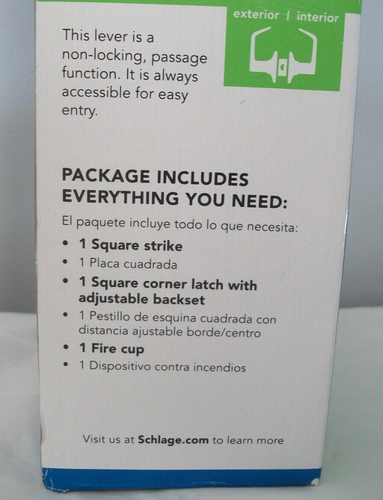 exterior | interior
This lever is a
non-locking, passage
function. It is always
accessible for easy
entry.
PACKAGE INCLUDES
EVERYTHING YOU NEED:
El paquete incluye todo lo que necesita:
• 1 Square strike
• 1 Placa cuadrada
• 1 Square corner latch with
adjustable backset
• 1 Pestillo de esquina cuadrada con
distancia ajustable borde/centro
• 1 Fire cup
• 1 Dispositivo contra incendios
Visit us at Schlage.com to learn more